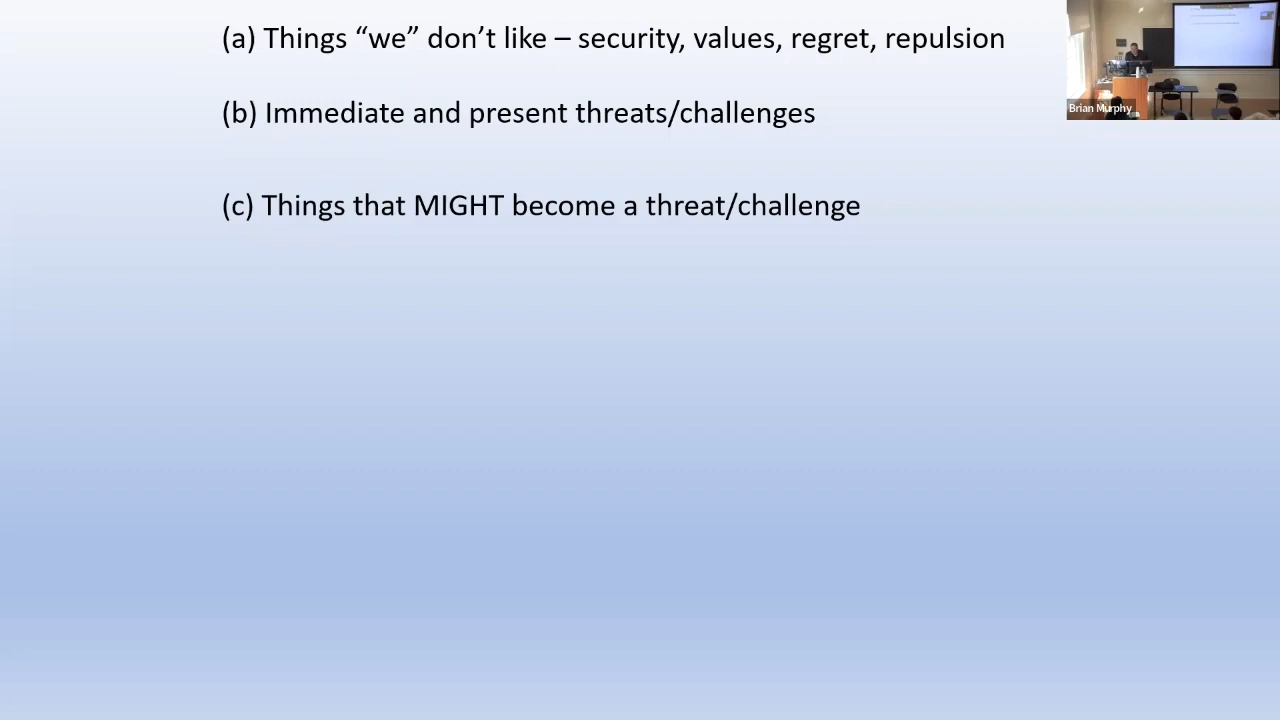 (a) Things “we” don’t like – security, values, regret, repulsion
(b) Immediate and present threats/challenges
(c) Things that MIGHT become a threat/challenge
Brian Murphy